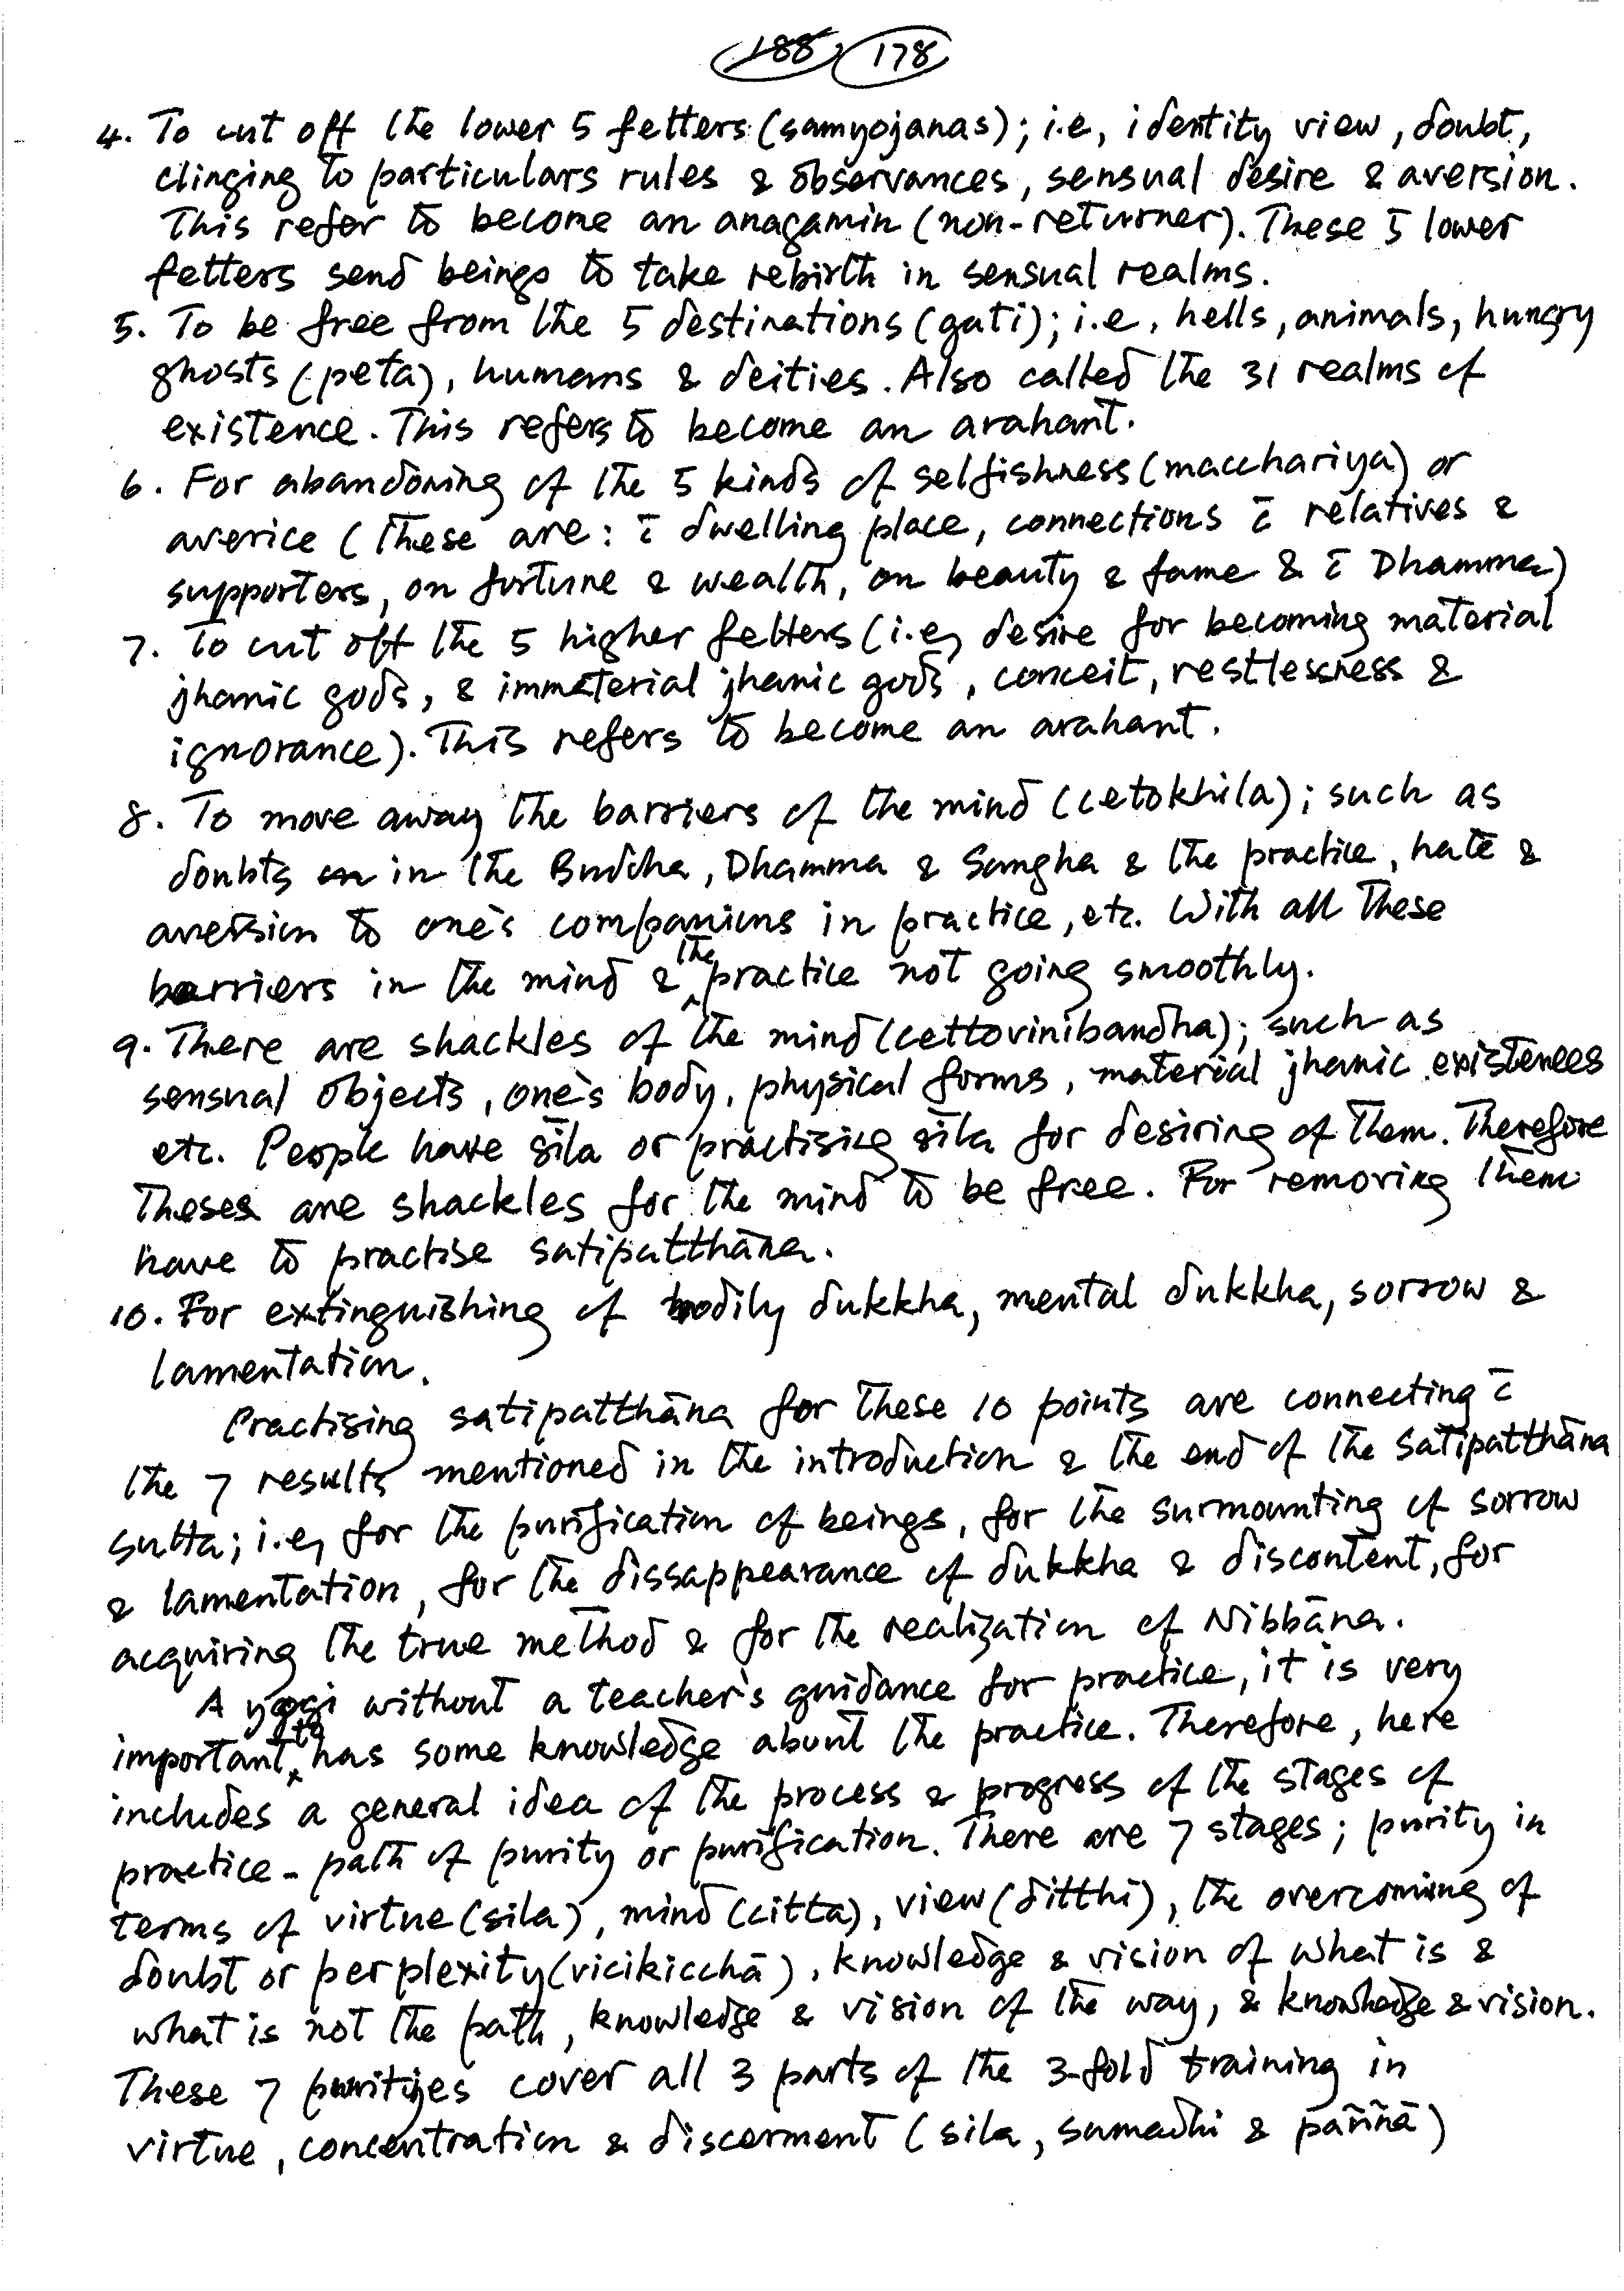 188 178
4. To cut off the lower 5 fetters (samyojanas); i.e, identity view, doubt,
clinging to particulars rules & observances, sensual desire & aversion.
This refer to become an anagamin (non-returner). These 5 lower
fetters send beings to take rebirth in sensual realms.
5. To be free from the 5 destinations (gati); i.e, hells, animals, hungry
ghosts (peta), humans & deities. Also called the 31 realms of
existence. This refers to become an arahant.
6. For abandoning of the 5 kinds of selfishness (macchariya) or
averice (these are: c̄ dwelling place, connections c̄ relatives &
supporters, on fortune & wealth, on beauty & fame & c̄ Dhamma)
7. To cut off the 5 higher fetters (i.e, desire for becoming material
jhanic gods, & immaterial jhanic gods, conceit, restlessness &
ignorance). This refers to become an arahant.
8. To move away the barriers of the mind (cetokhila); such as
doubts in the Buddha, Dhamma & Sangha & the practice, hate &
aversion to one's companions in practice, etc. With all these
barriers in the mind & the practice not going smoothly.
9. There are shackles of the mind (cettovinibandha); such as
sensual objects, one's body, physical forms, material jhanic existences
etc. People have sīla or practising sīla for desiring of them. Therefore
theses are shackles for the mind to be free. For removing them
have to practise satipatthāna.
10. For extinguishing of bodily dukkha, mental dukkha, sorrow &
lamentation.
Practising satipatthāna for these 10 points are connecting c̄
the 7 results mentioned in the introduction & the end of the satipatthāna
sutta; i.e, for the purification of beings, for the surmounting of sorrow
& lamentation, for the dissappearance of dukkha & discontent, for
acquiring the true method & for the realization of Nibbāna.
A yogi without a teacher's guidance for practice, it is very
important to has some knowledge about the practice. Therefore, here
includes a general idea of the process & progress of the stages of
practice - path of purity or purification. There are 7 stages; purity in
terms of virtue (sila), mind (citta), view (ditthi), the overcoming of
doubt or perplexity (vicikicchā), knowledge & vision of what is &
what is not the path, knowledge & vision of the way, & knowledge & vision.
These 7 purities cover all 3 parts of the 3-fold training in
virtue, concentration & discernment (sila, samadhi & pāññā)